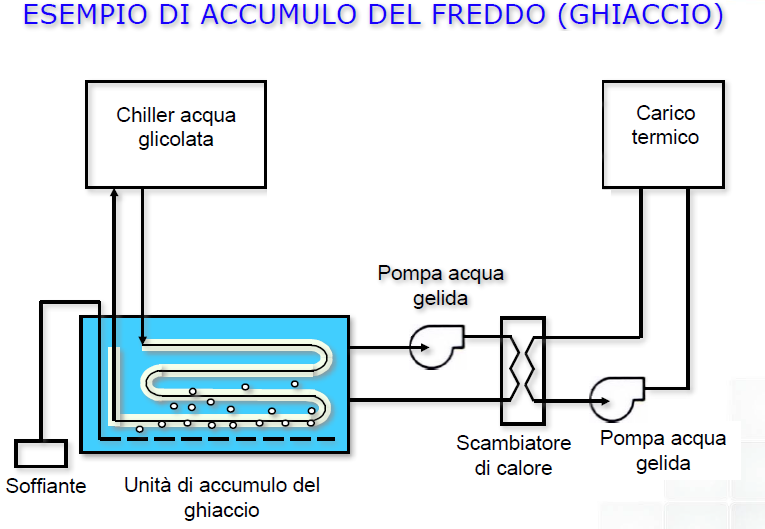 ESEMPIO DI ACCUMULO DEL FREDDO (GHIACCIO)
Chiller acqua
glicolata
Carico
termico
Pompa acqua
gelida
Scambiatore
di calore
Pompa acqua
gelida
Soffiante
Unità di accumulo del
ghiaccio